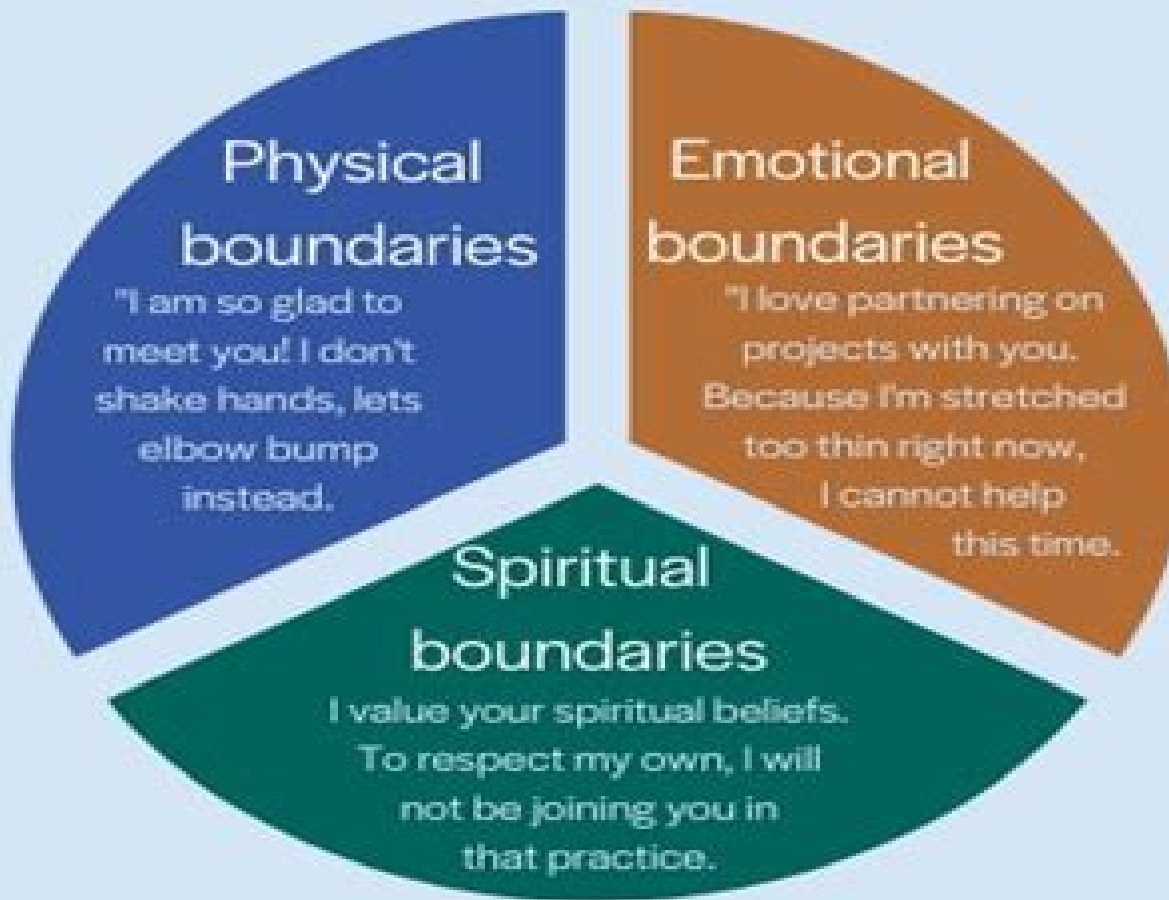 Physical
boundaries
"I am so glad to
meet you! I don't
shake hands, lets
elbow bump
instead.
Emotional
boundaries
"I love partnering on
projects with you.
Because I'm stretched
too thin right now,
I cannot help
this time.
Spiritual
boundaries
I value your spiritual beliefs.
To respect my own, I will
not be joining you in
that practice.